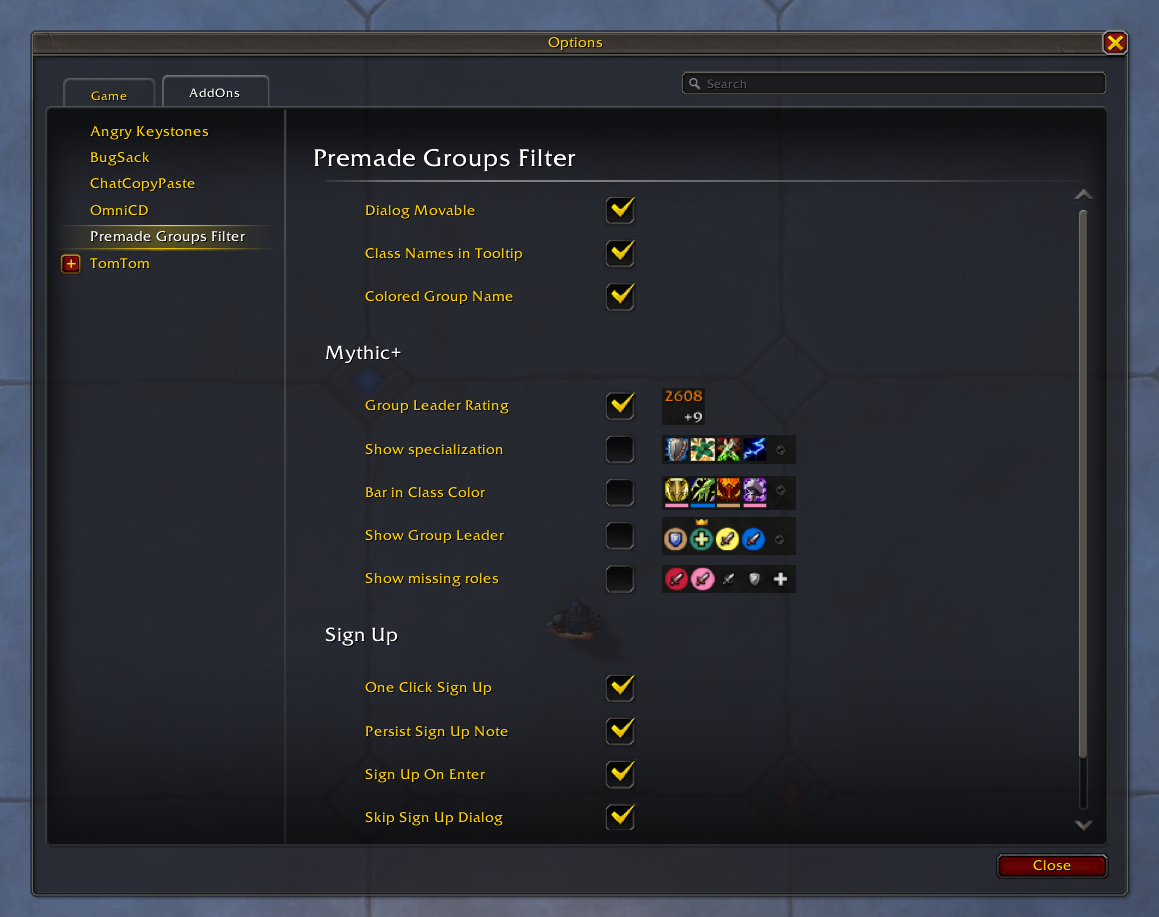 Options
Game
AddOns
Search
Angry Keystones
BugSack
ChatCopyPaste
OmniCD
Premade Groups Filter
TomTom
Premade Groups Filter
Dialog Movable
Class Names in Tooltip
Colored Group Name
Mythic+
Group Leader Rating
2608
+9
Show specialization
Bar in Class Color
Show Group Leader
Show missing roles
Sign Up
One Click Sign Up
Persist Sign Up Note
Sign Up On Enter
Skip Sign Up Dialog
Close